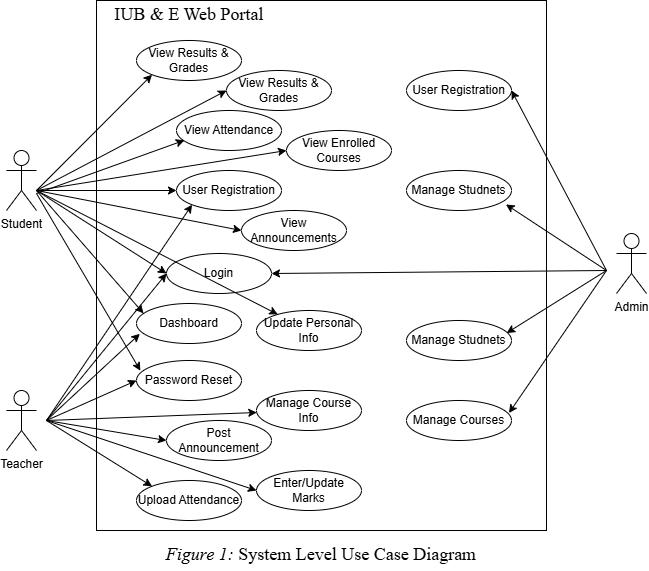 IUB & E Web Portal
View Results &
Grades
View Results &
Grades
User Registration
View Attendance
View Enrolled
Courses
Student
User Registration
Manage Studnets
View
Announcements
Login
Admin
Dashboard
Update Personal
Info
Manage Studnets
Password Reset
Manage Course
Info
Manage Courses
Teacher
Post
Announcement
Upload Attendance
Enter/Update
Marks
Figure 1: System Level Use Case Diagram